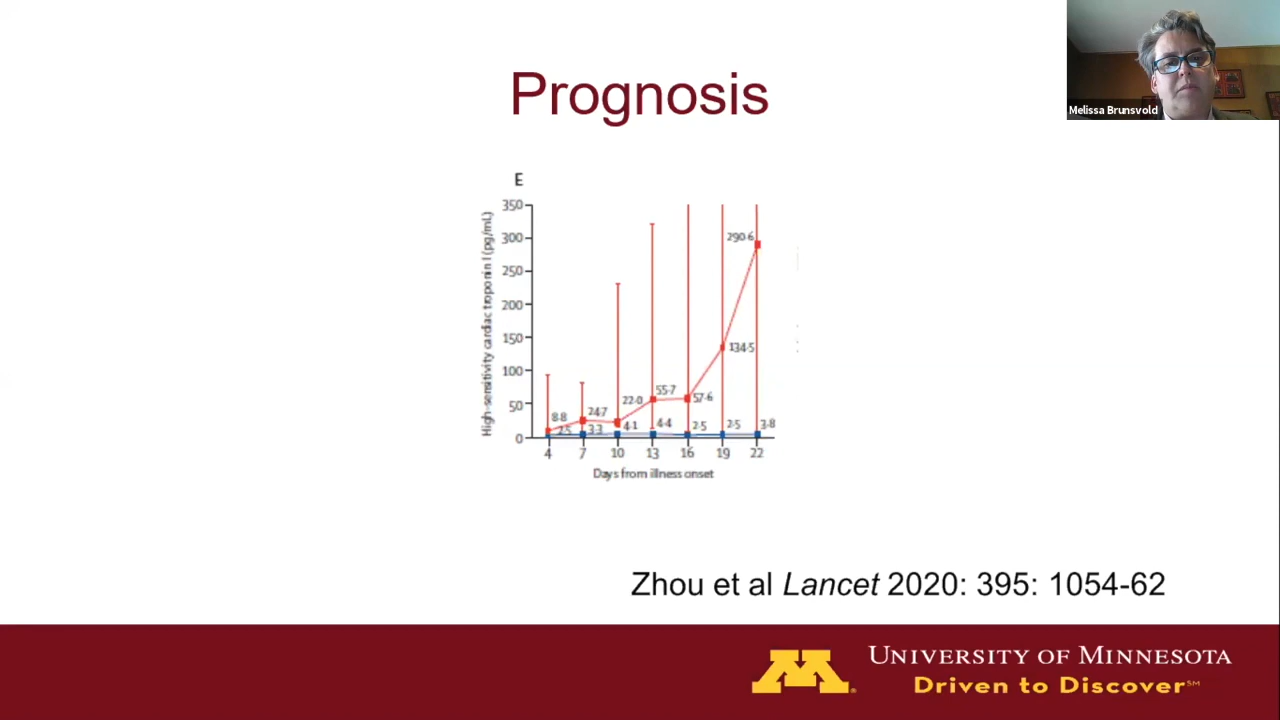 Melissa Brunsvold
Prognosis
E
High-sensitivity cardiac troponin I (pg/mL)
350
300
250
200
150
100
50
0
290·6
134·5
8·8
24·7
22·0
55·7
57·6
2·5
3·3
4·1
4·4
2·5
2·5
3·8
4 7 10 13 16 19 22
Days from illness onset
Zhou et al Lancet 2020: 395: 1054-62
M
UNIVERSITY OF MINNESOTA
Driven to Discover℠